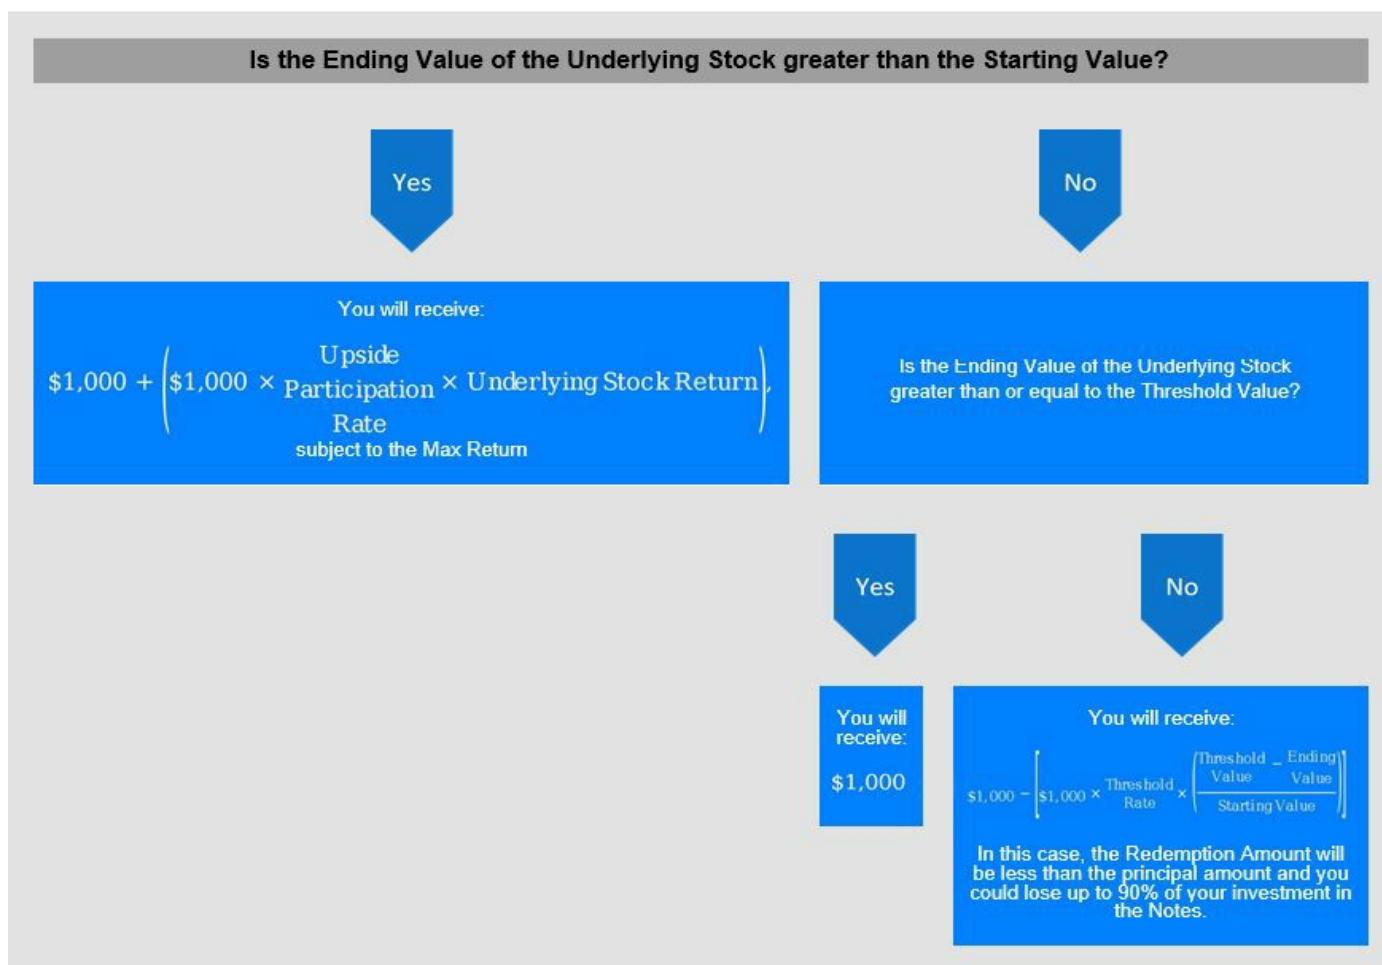 Is the Ending Value of the Underlying Stock greater than the Starting Value?
Yes
No
You will receive:
$1,000 + ($1,000 × Upside Participation Rate × Underlying Stock Return),
subject to the Max Return
Is the Ending Value of the Underlying Stock
greater than or equal to the Threshold Value?
Yes
No
You will
receive:
$1,000
You will receive:
$1,000 − [$1,000 × Threshold Rate × ((Threshold Value − Ending Value) / Starting Value)]
In this case, the Redemption Amount will
be less than the principal amount and you
could lose up to 90% of your investment in
the Notes.